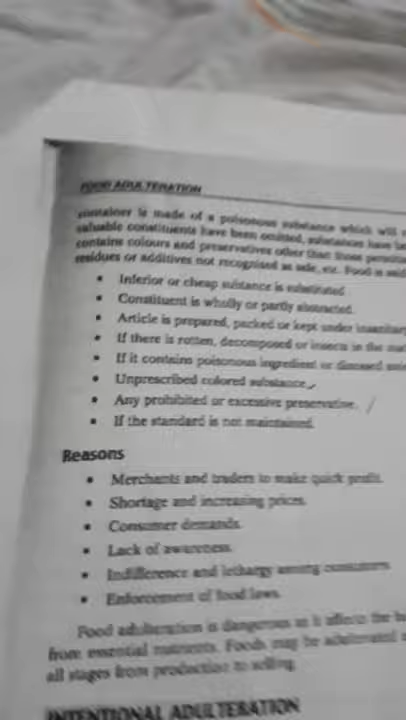 FOOD ADULTERATION
container is made of a poisonous substance which will
valuable constituents have been omitted, substances have
contains colours and preservatives other than those
residues or additives not recognised as safe, etc. Food is
• Inferior or cheap substance is substituted
• Constituent is wholly or partly abstracted.
• Article is prepared, packed or kept under
• If there is rotten, decomposed or insects in the
• If it contains poisonous ingredient or diseased
• Unprescribed colored substance.
• Any prohibited or excessive preservative.
• If the standard is not maintained.
Reasons
• Merchants and traders to make quick profit.
• Shortage and increasing prices.
• Consumer demands.
• Lack of awareness.
• Indifference and lethargy among consumers
• Enforcement of food laws.
Food adulteration is dangerous as it affects the
from essential nutrients. Foods may be adulterated
all stages from production to selling.
INTENTIONAL ADULTERATION